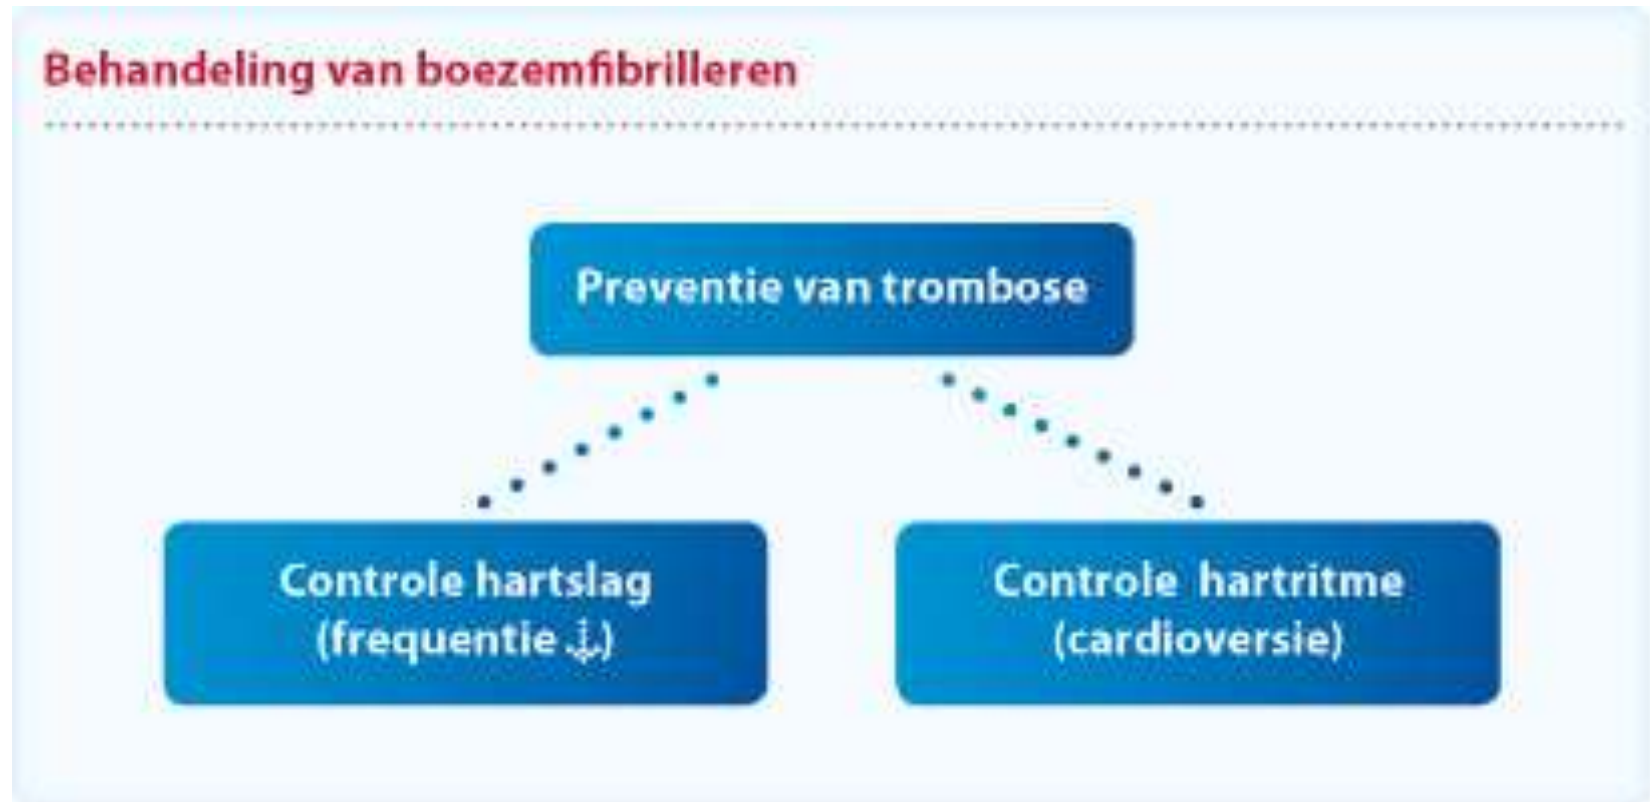 Behandeling van boezemfibrilleren
Preventie van trombose
Controle hartslag
(frequentie ↓)
Controle hartritme
(cardioversie)